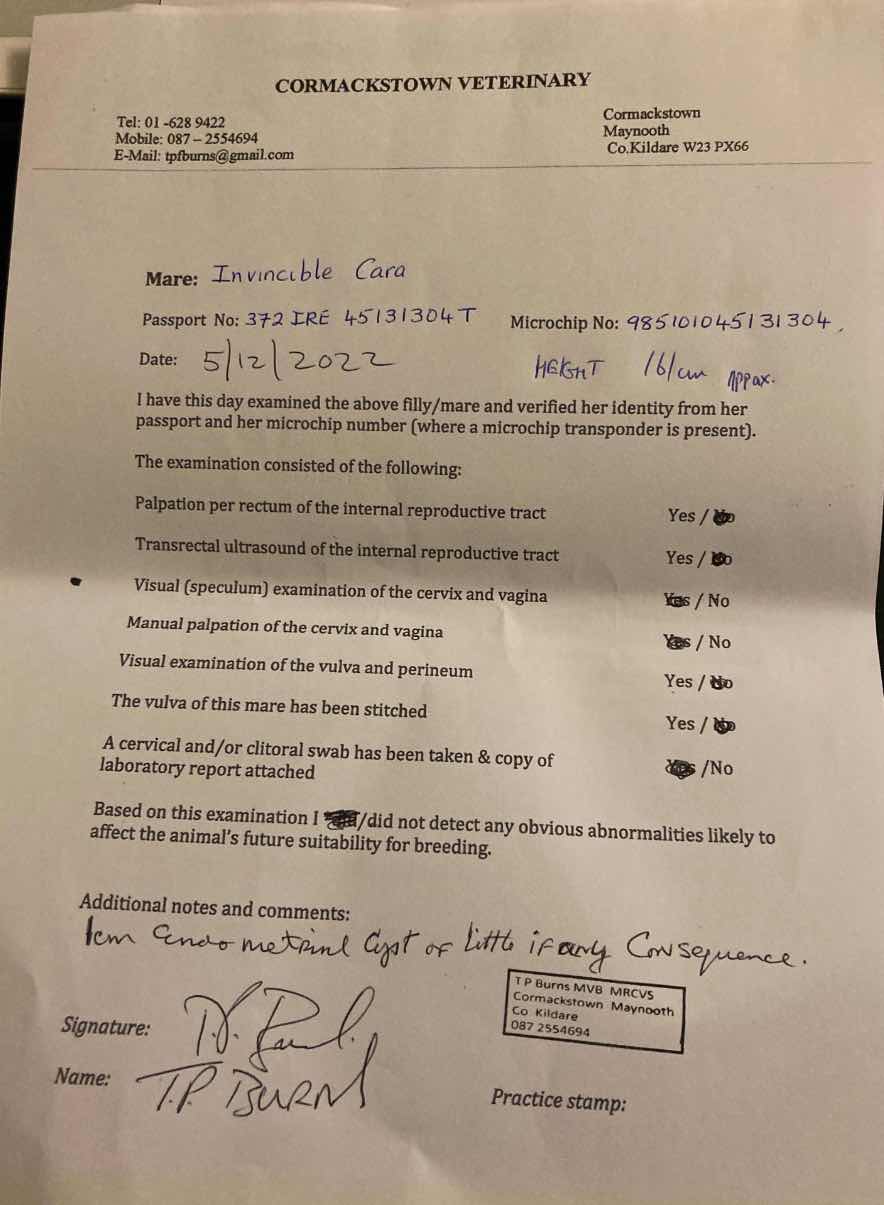 CORMACKSTOWN VETERINARY
Tel: 01 -628 9422
Mobile: 087 – 2554694
E-Mail: tpfburns@gmail.com
Cormackstown
Maynooth
Co.Kildare W23 PX66
Mare: Invincible Cara
Passport No: 372 IRE 45131304T Microchip No: 985101045131304
Date: 5/12/2022 HEIGHT 161cm Appax.
I have this day examined the above filly/mare and verified her identity from her
passport and her microchip number (where a microchip transponder is present).
The examination consisted of the following:
Palpation per rectum of the internal reproductive tract Yes / No
Transrectal ultrasound of the internal reproductive tract Yes / No
Visual (speculum) examination of the cervix and vagina Yes / No
Manual palpation of the cervix and vagina Yes / No
Visual examination of the vulva and perineum Yes / No
The vulva of this mare has been stitched Yes / No
A cervical and/or clitoral swab has been taken & copy of
laboratory report attached Yes /No
Based on this examination I /did not detect any obvious abnormalities likely to
affect the animal's future suitability for breeding.
Additional notes and comments:
1cm Endometrial Cyst of Little if any Consequence.
T P Burns MVB MRCVS
Cormackstown Maynooth
Co Kildare
087 2554694
Signature:
Name: T.P. BURNS
Practice stamp: